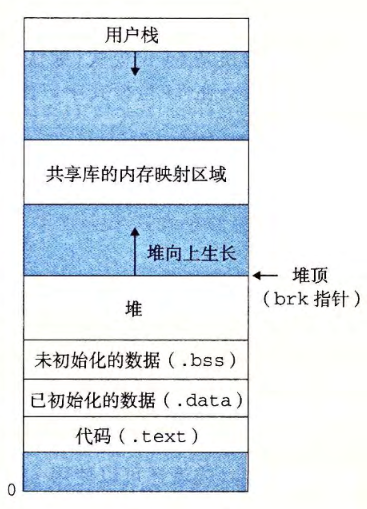 用户栈
共享库的内存映射区域
堆向上生长
堆顶
(brk 指针)
堆
未初始化的数据(.bss)
已初始化的数据(.data)
代码(.text)
0